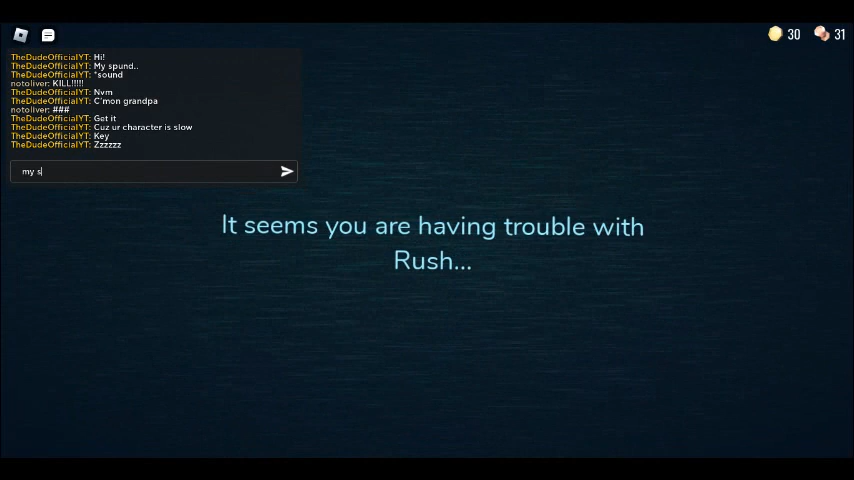 30 31
TheDudeOfficialYT: Hi!
TheDudeOfficialYT: My spund..
TheDudeOfficialYT: *sound
notoliver: KILL!!!!!
TheDudeOfficialYT: Nvm
TheDudeOfficialYT: C'mon grandpa
notoliver: ###
TheDudeOfficialYT: Get it
TheDudeOfficialYT: Cuz ur character is slow
TheDudeOfficialYT: Key
TheDudeOfficialYT: Zzzzzz
my s
It seems you are having trouble with
Rush...